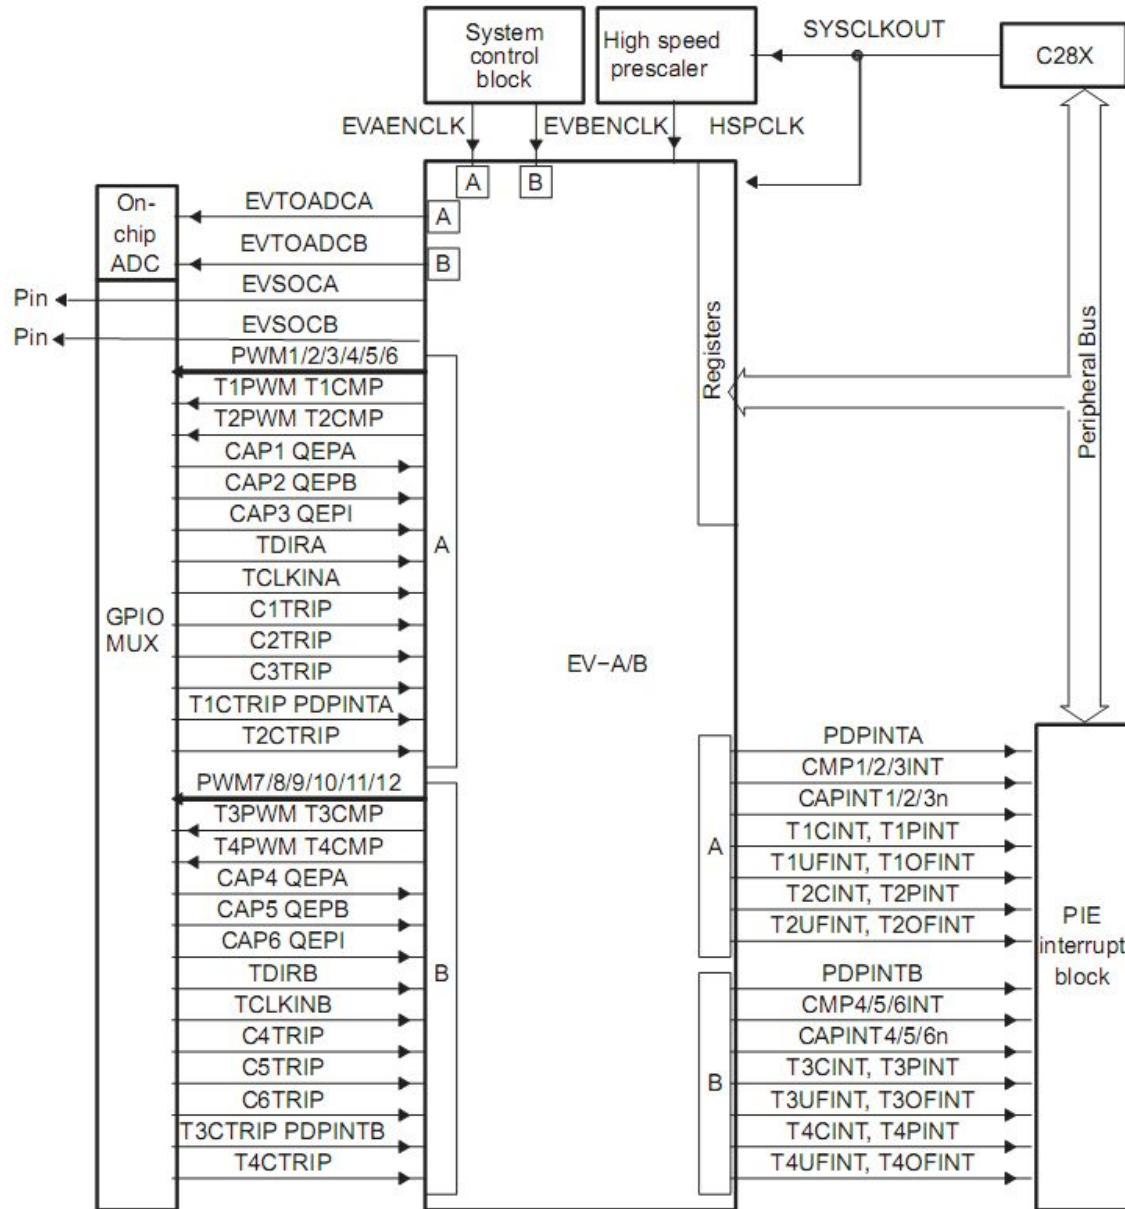 System
control
block
High speed
prescaler
SYSCLKOUT
C28X
EVAENCLK
EVBENCLK
HSPCLK
A
B
On-
chip
ADC
EVTOADCA
A
EVTOADCB
B
Pin
EVSOCA
Pin
EVSOCB
Registers
Peripheral Bus
PWM1/2/3/4/5/6
T1PWM T1CMP
T2PWM T2CMP
CAP1 QEPA
CAP2 QEPB
CAP3 QEPI
TDIRA
A
TCLKINA
GPIO
MUX
C1TRIP
C2TRIP
C3TRIP
EV-A/B
T1CTRIP PDPINTA
T2CTRIP
PWM7/8/9/10/11/12
T3PWM T3CMP
T4PWM T4CMP
CAP4 QEPA
CAP5 QEPB
CAP6 QEPI
TDIRB
B
TCLKINB
C4TRIP
C5TRIP
C6TRIP
T3CTRIP PDPINTB
T4CTRIP
PDPINTA
CMP1/2/3INT
CAPINT1/2/3n
A
T1CINT, T1PINT
T1UFINT, T1OFINT
T2CINT, T2PINT
T2UFINT, T2OFINT
PDPINTB
CMP4/5/6INT
CAPINT4/5/6n
B
T3CINT, T3PINT
T3UFINT, T3OFINT
T4CINT, T4PINT
T4UFINT, T4OFINT
PIE
interrupt
block